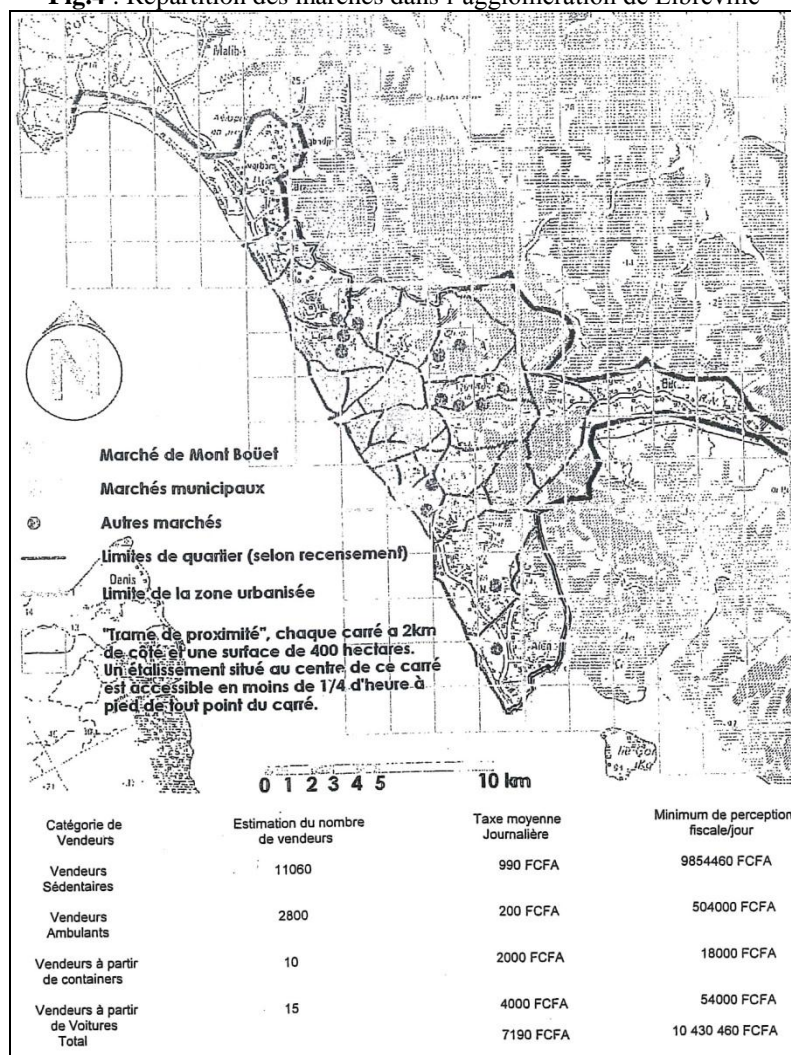 Fig.4 : Répartition des marchés dans l'agglomération de Libreville
Malib
N
Marché de Mont Boüet
Marchés municipaux
Autres marchés
Limites de quartier (selon recensement)
Denis
Limite de la zone urbanisée
"Trame de proximité", chaque carré a 2km
de côté et une surface de 400 hectares.
Un étalissement situé au centre de ce carré
est accessible en moins de 1/4 d'heure à
pied de tout point du carré.
0 1 2 3 4 5 10 km
Catégorie de Vendeurs Estimation du nombre de vendeurs Taxe moyenne Journalière Minimum de perception fiscale/jour
Vendeurs Sédentaires 11060 990 FCFA 9854460 FCFA
Vendeurs Ambulants 2800 200 FCFA 504000 FCFA
Vendeurs à partir de containers 10 2000 FCFA 18000 FCFA
Vendeurs à partir de Voitures 15 4000 FCFA 54000 FCFA
Total 7190 FCFA 10 430 460 FCFA